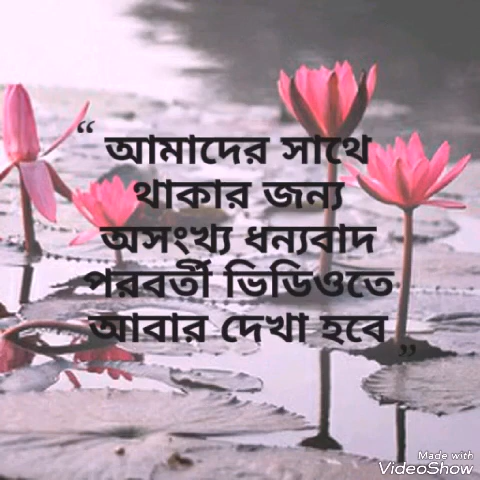 “ আমাদের সাথে
থাকার জন্য
অসংখ্য ধন্যবাদ
পরবর্তী ভিডিওতে
আবার দেখা হবে ”
Made with
VideoShow